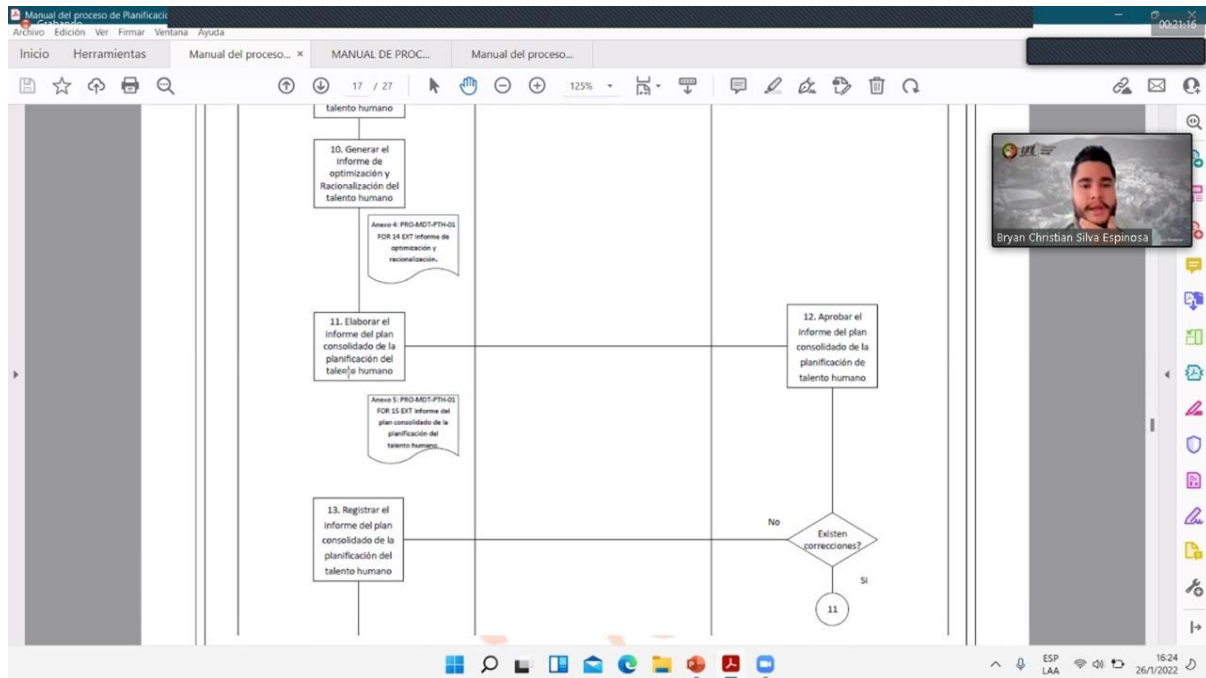 Manual del proceso de Planificació
Grabando
00:21:16
Archivo Edición Ver Firmar Ventana Ayuda
Inicio Herramientas Manual del proceso... × MANUAL DE PROC... Manual del proceso...
17 / 27 125%
talento humano
10. Generar el
Informe de
optimización y
Racionalización del
talento humano
Anexo 4: PRO-MDT-PTH-01
FOR 14 EXT Informe de
optimización y
racionalización.
11. Elaborar el
informe del plan
consolidado de la
planificación del
talento humano
12. Aprobar el
informe del plan
consolidado de la
planificación de
talento humano
Anexo 5: PRO-MDT-PTH-01
FOR 15 EXT Informe del
plan consolidado de la
planificación del
talento humano.
13. Registrar el
informe del plan
consolidado de la
planificación del
talento humano
No
Existen
correcciones?
Si
11
Bryan Christian Silva Espinosa
ESP
LAA
16:24
26/1/2022